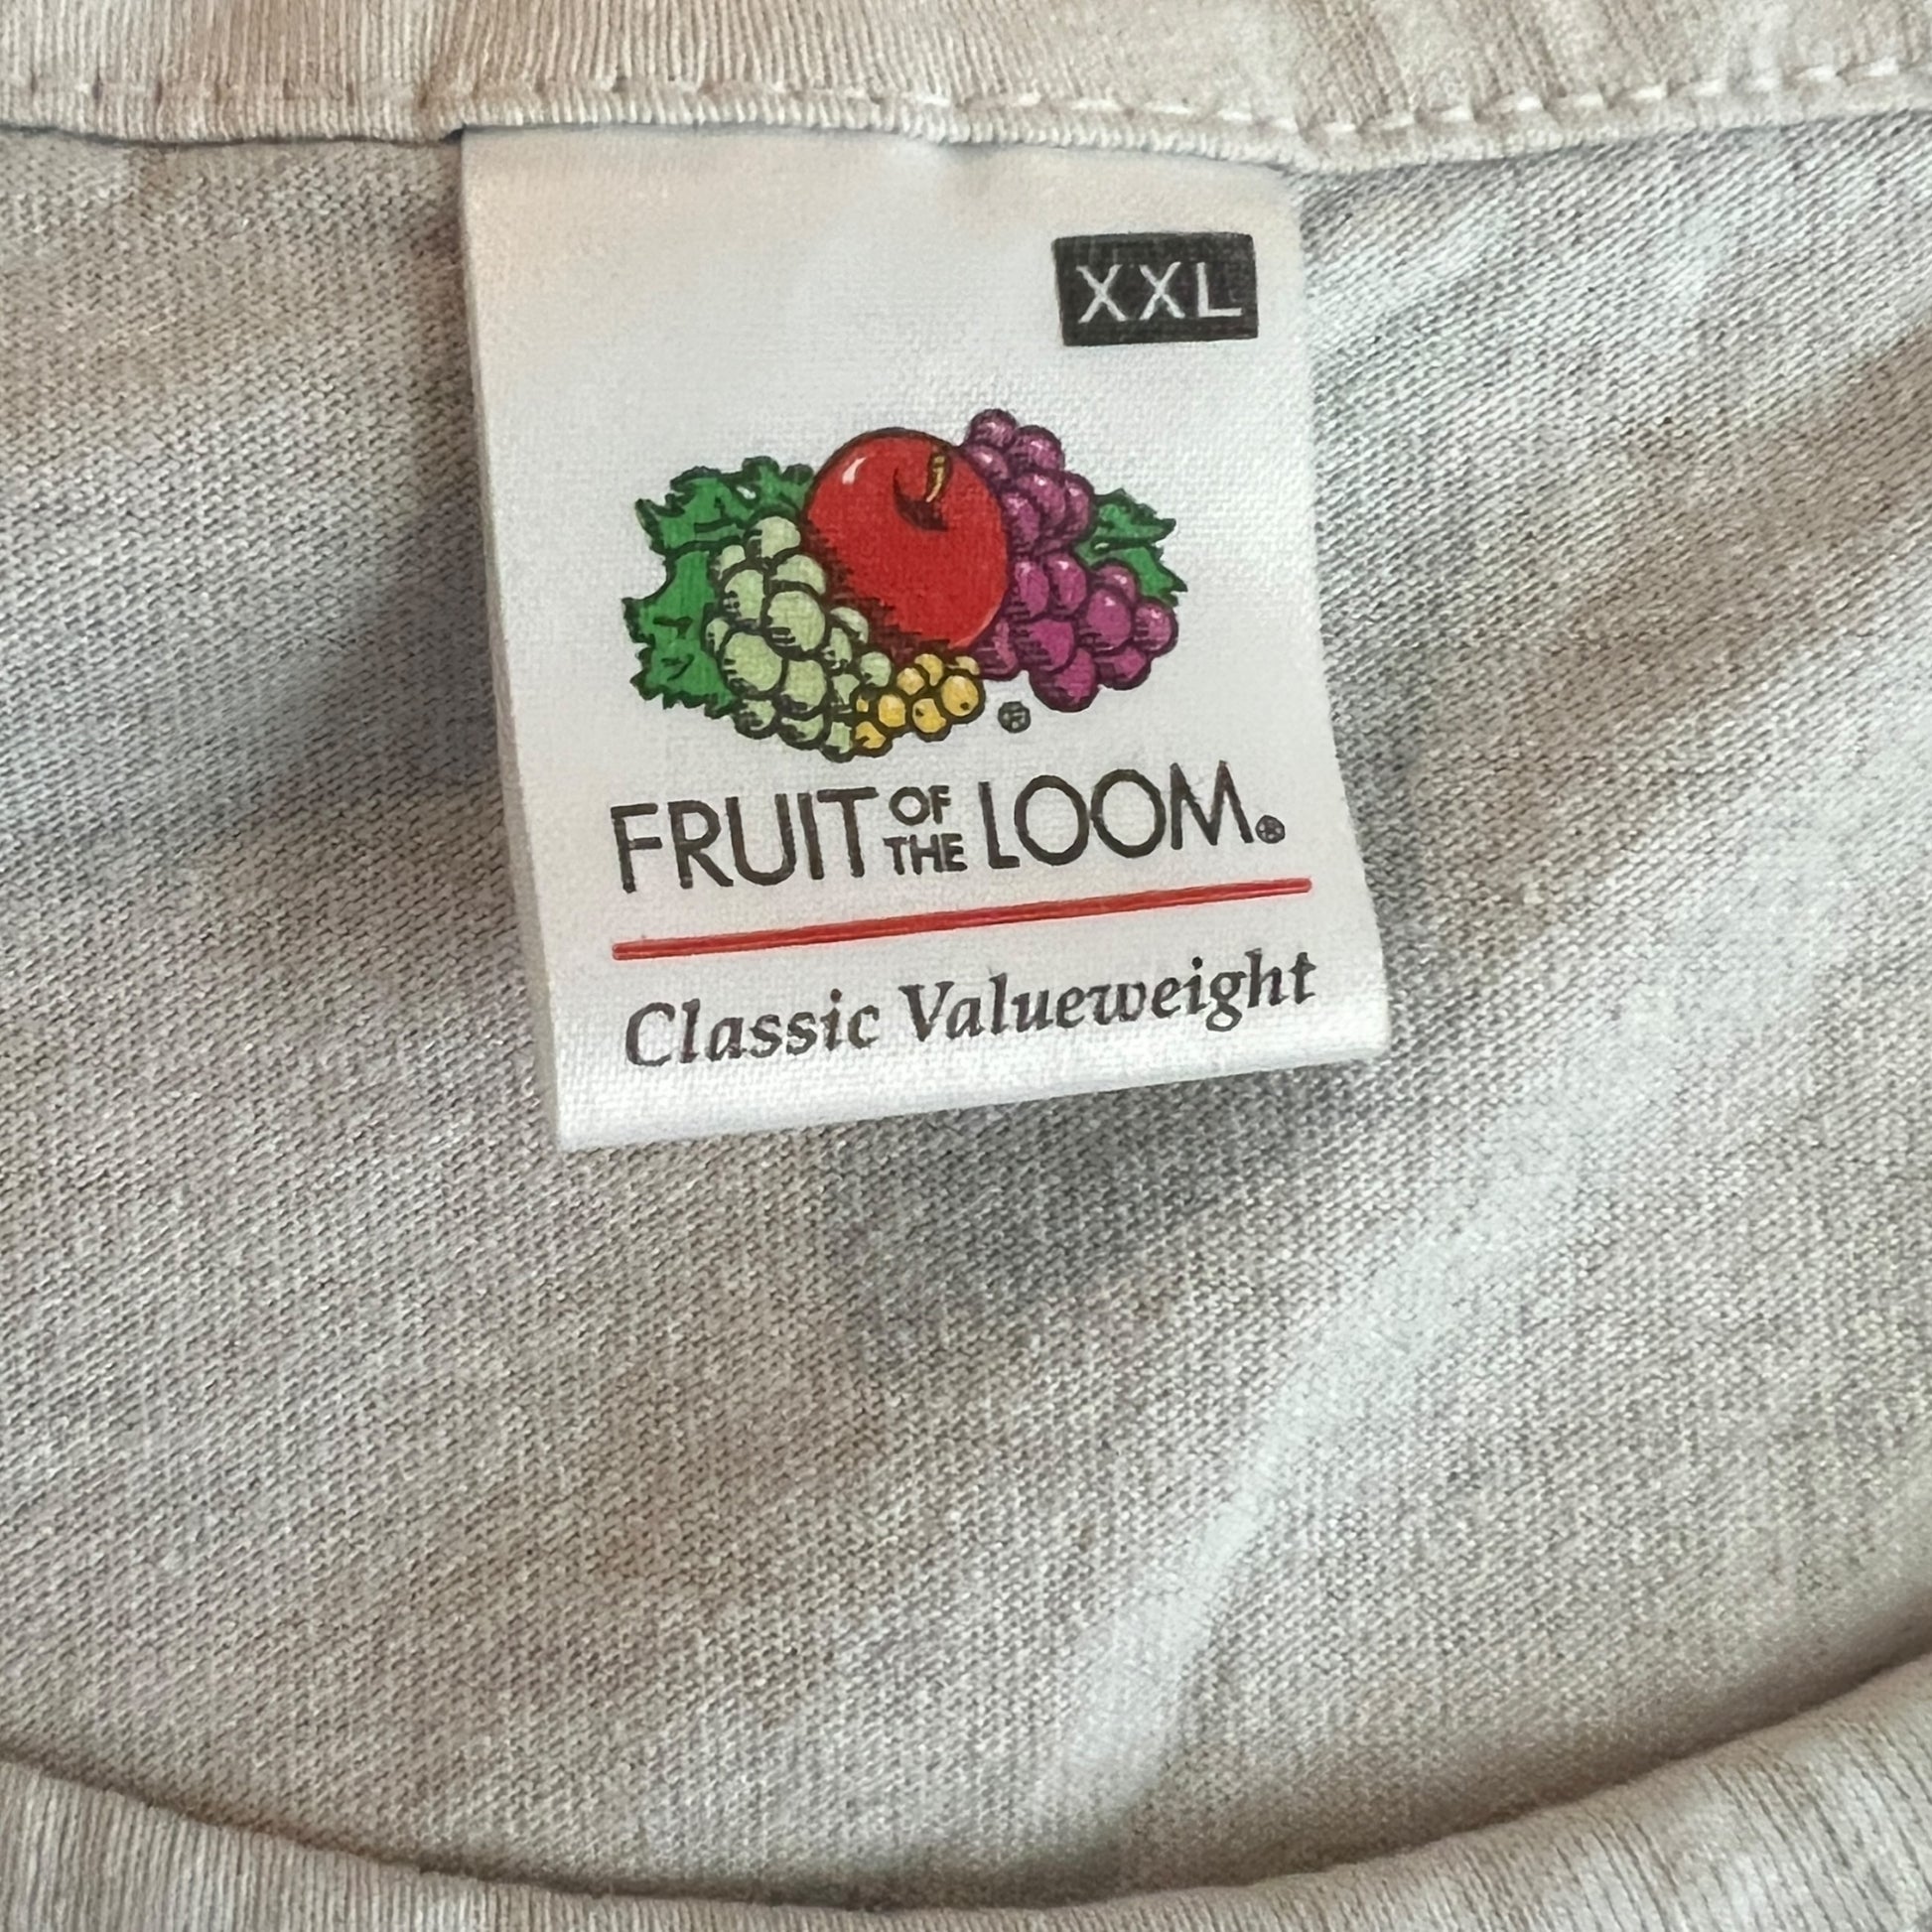 XXL
®
FRUIT OF THE LOOM®
Classic Valueweight